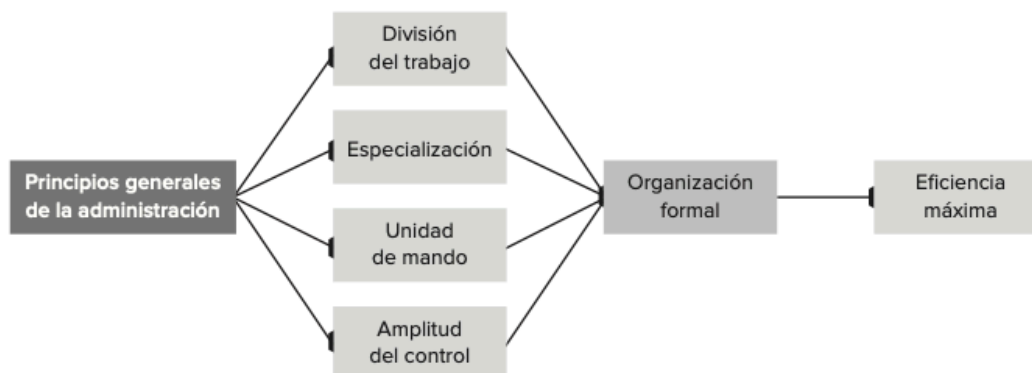 División
del trabajo
Especialización
Principios generales
de la administración
Unidad
de mando
Amplitud
del control
Organización
formal
Eficiencia
máxima